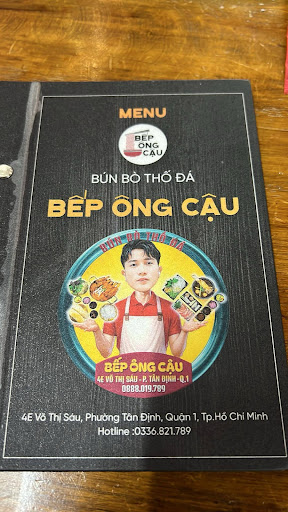 MENU
BẾP
ÔNG
CẬU
BÚN BÒ THỐ ĐÁ
BẾP ÔNG CẬU
BÚN BÒ THỐ ĐÁ
BẾP ÔNG CẬU
4E VÕ THỊ SÁU - P. TÂN ĐỊNH -Q.1
0888.019.789
4E Võ Thị Sáu, Phường Tân Định, Quận 1, Tp.Hồ Chí Minh
Hotline :0336.821.789